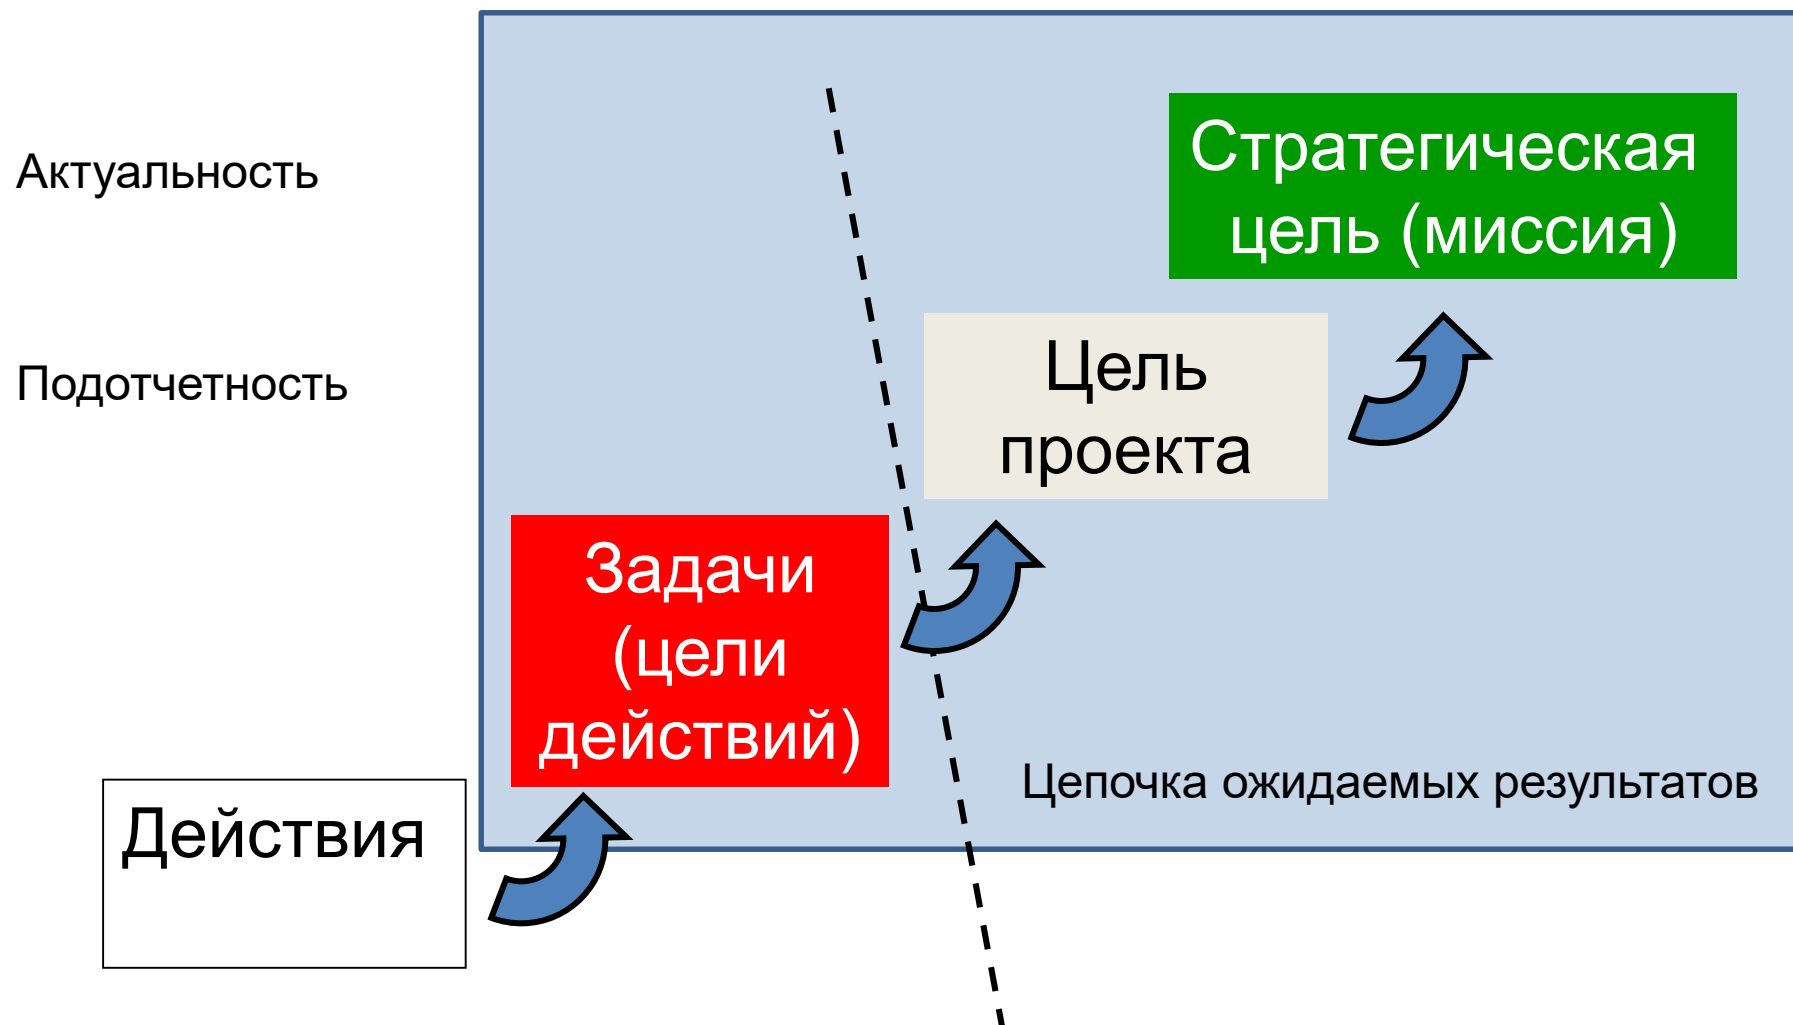 Актуальность
Стратегическая
цель (миссия)
Подотчетность
Цель
проекта
Задачи
(цели
действий)
Цепочка ожидаемых результатов
Действия